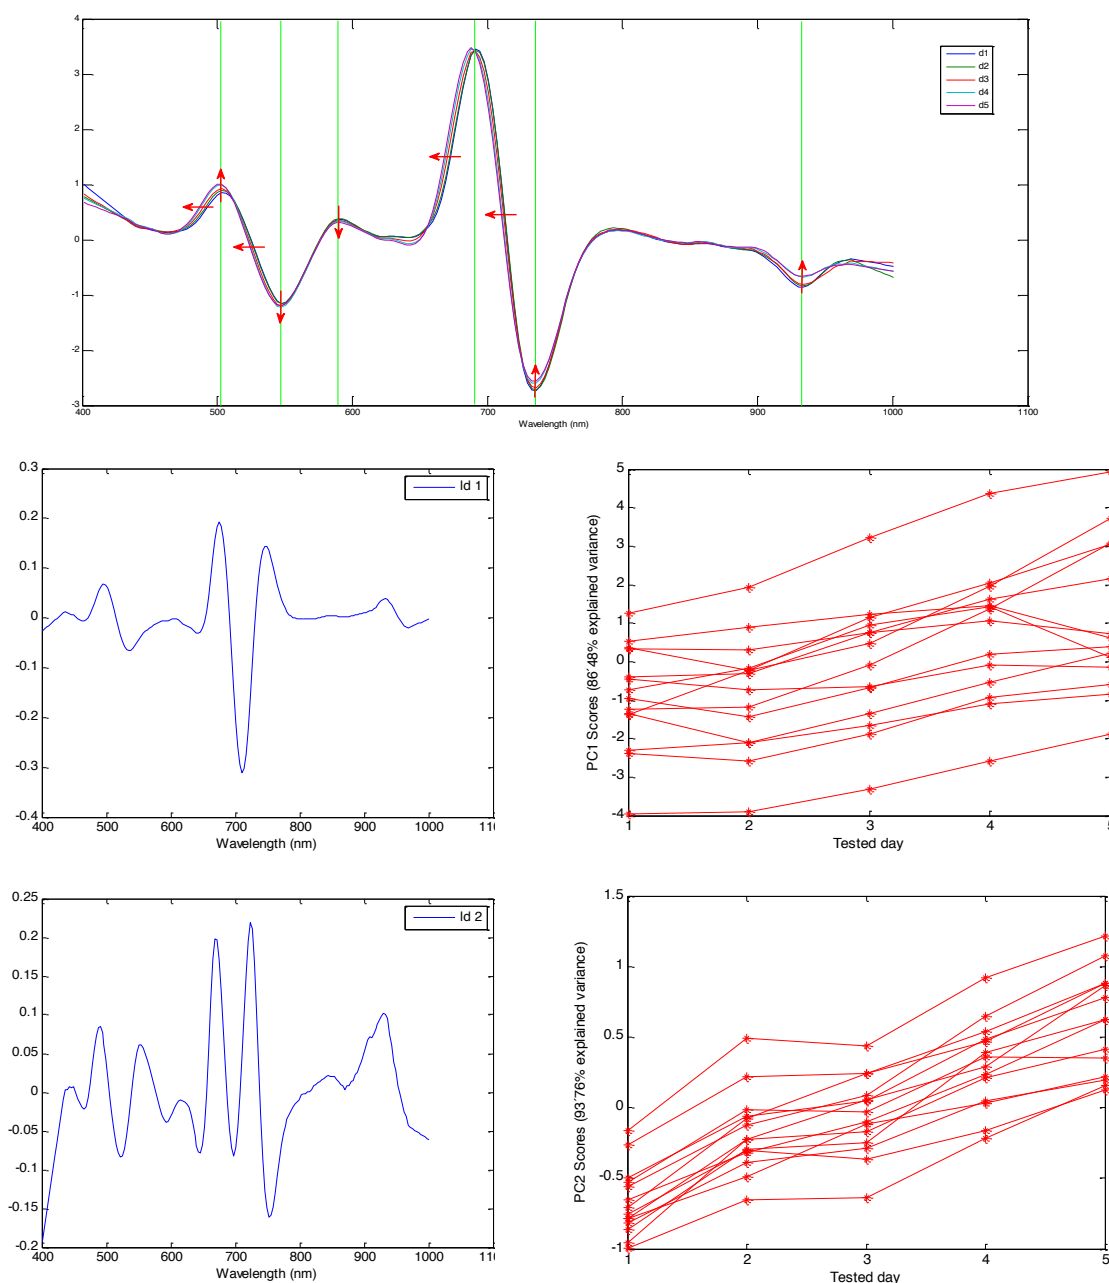 4
3
2
1
0
-1
-2
-3
400 500 600 700 800 900 1000 1100
Wavelength (nm)
d1
d2
d3
d4
d5
0.3
0.2
0.1
0
-0.1
-0.2
-0.3
-0.4
400 500 600 700 800 900 1000
Wavelength (nm)
ld 1
5
4
3
2
1
0
-1
-2
-3
-4
1 2 3 4 5
Tested day
PC1 Scores (86´48% explained variance)
0.25
0.2
0.15
0.1
0.05
0
-0.05
-0.1
-0.15
-0.2
400 500 600 700 800 900 1000
Wavelength (nm)
ld 2
1.5
1
0.5
0
-0.5
-1
1 2 3 4 5
Tested day
PC2 Scores (93´76% explained variance)